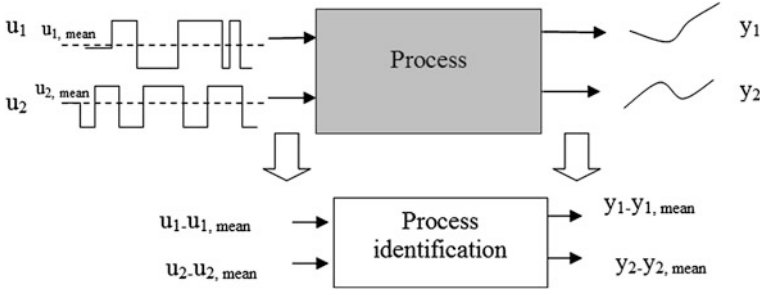 u1 u1, mean
Process
y1
u2 u2, mean
y2
u1-u1, mean
Process
identification
y1-y1, mean
u2-u2, mean
y2-y2, mean